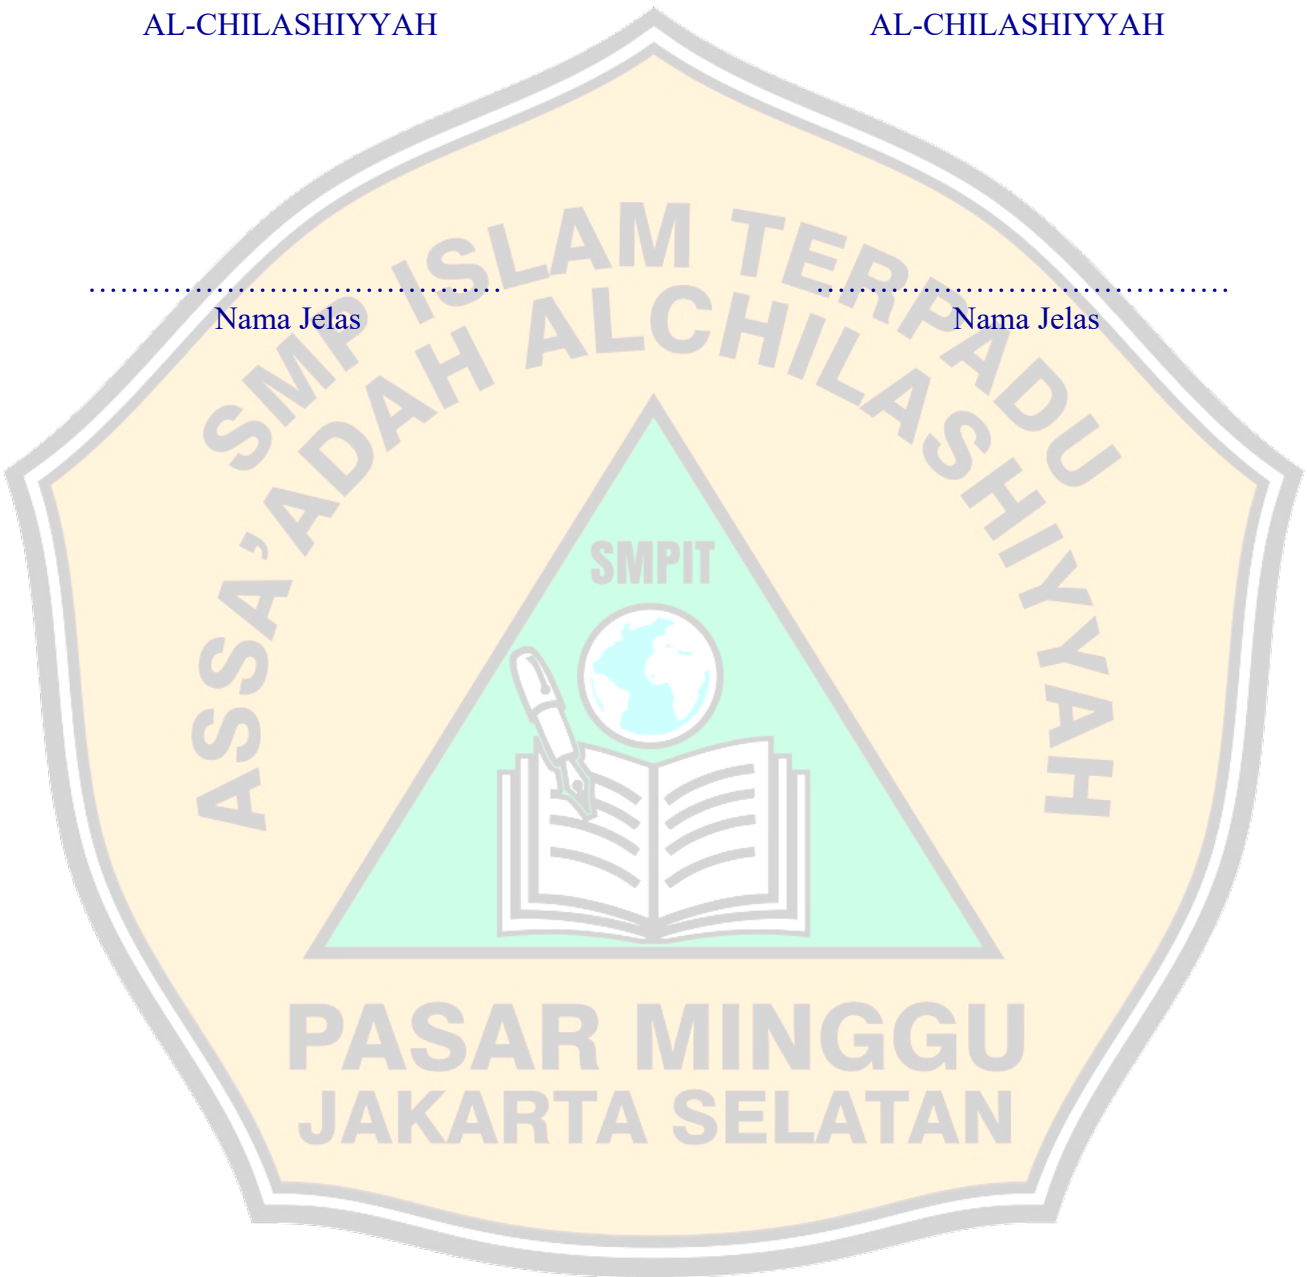 AL-CHILASHIYYAH AL-CHILASHIYYAH
………………………………… …………………………………
Nama Jelas Nama Jelas
SMP ISLAM TERPADU
ASSA'ADAH ALCHILASHIYYAH
SMPIT
PASAR MINGGU
JAKARTA SELATAN